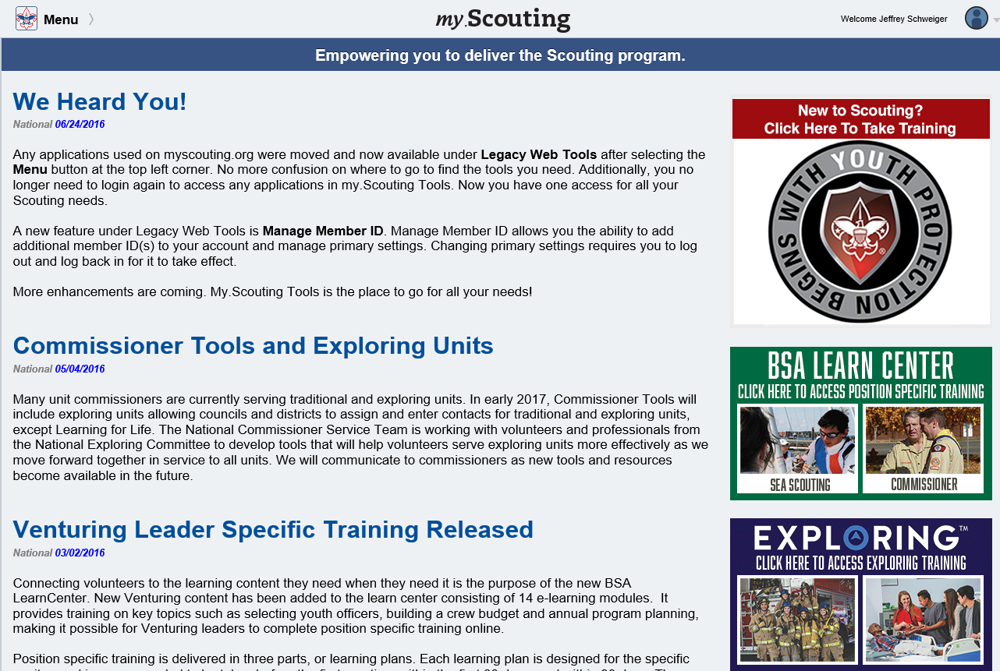 Menu
my.Scouting
Welcome Jeffrey Schweiger
Empowering you to deliver the Scouting program.
We Heard You!
National 06/24/2016
Any applications used on myscouting.org were moved and now available under Legacy Web Tools after selecting the
Menu button at the top left corner. No more confusion on where to go to find the tools you need. Additionally, you no
longer need to login again to access any applications in my.Scouting Tools. Now you have one access for all your
Scouting needs.
A new feature under Legacy Web Tools is Manage Member ID. Manage Member ID allows you the ability to add
additional member ID(s) to your account and manage primary settings. Changing primary settings requires you to log
out and log back in for it to take effect.
More enhancements are coming. My.Scouting Tools is the place to go for all your needs!
Commissioner Tools and Exploring Units
National 05/04/2016
Many unit commissioners are currently serving traditional and exploring units. In early 2017, Commissioner Tools will
include exploring units allowing councils and districts to assign and enter contacts for traditional and exploring units,
except Learning for Life. The National Commissioner Service Team is working with volunteers and professionals from
the National Exploring Committee to develop tools that will help volunteers serve exploring units more effectively as we
move forward together in service to all units. We will communicate to commissioners as new tools and resources
become available in the future.
Venturing Leader Specific Training Released
National 03/02/2016
Connecting volunteers to the learning content they need when they need it is the purpose of the new BSA
LearnCenter. New Venturing content has been added to the learn center consisting of 14 e-learning modules.  It
provides training on key topics such as selecting youth officers, building a crew budget and annual program planning,
making it possible for Venturing leaders to complete position specific training online.
Position specific training is delivered in three parts, or learning plans. Each learning plan is designed for the specific
New to Scouting?
Click Here To Take Training
YOUTH PROTECTION BEGINS WITH
®
BSA LEARN CENTER
CLICK HERE TO ACCESS POSITION SPECIFIC TRAINING
SEA SCOUTING
COMMISSIONER
EXPLORING™
CLICK HERE TO ACCESS EXPLORING TRAINING